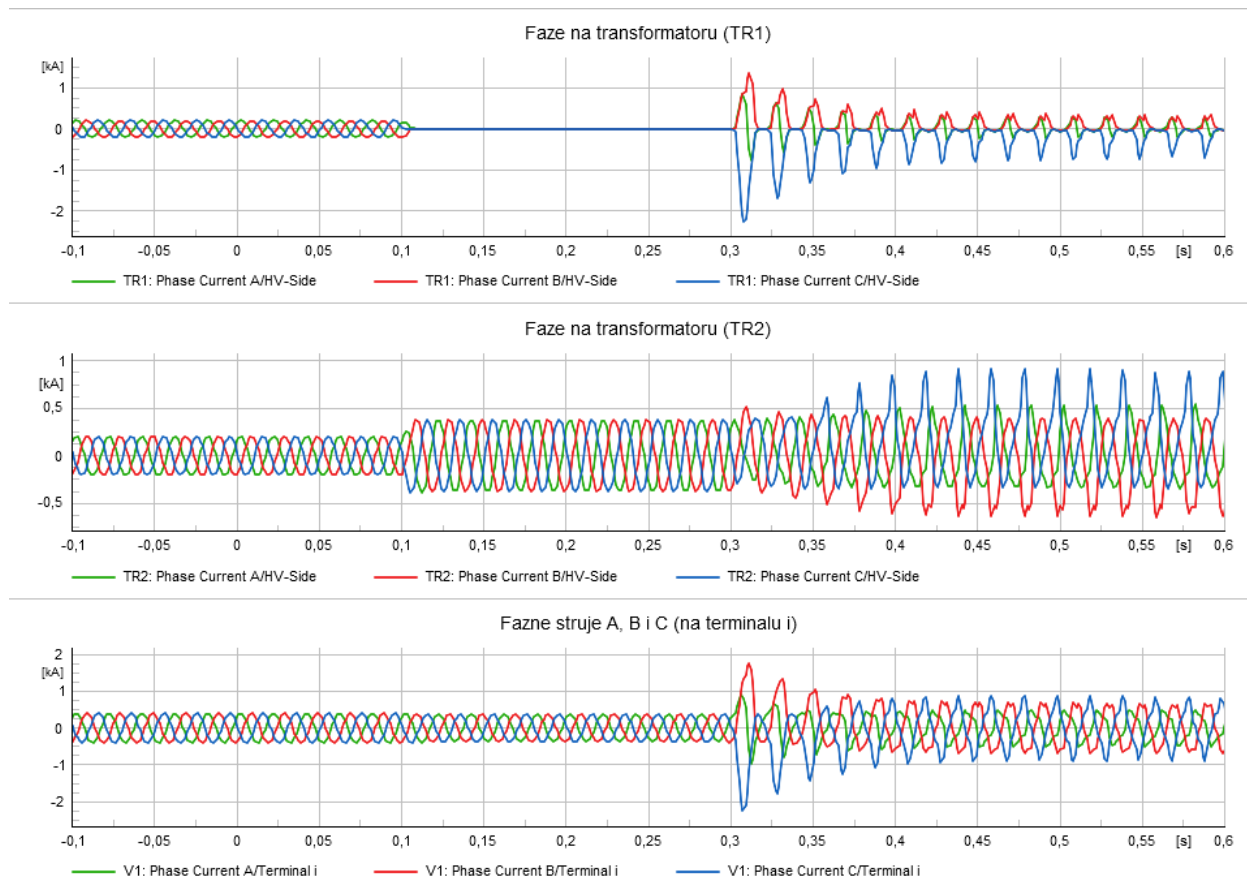 Faze na transformatoru (TR1)
[kA]
1
0
-1
-2
-0,1 -0,05 0 0,05 0,1 0,15 0,2 0,25 0,3 0,35 0,4 0,45 0,5 0,55 [s] 0,6
TR1: Phase Current A/HV-Side TR1: Phase Current B/HV-Side TR1: Phase Current C/HV-Side
Faze na transformatoru (TR2)
1
[kA]
0,5
0
-0,5
-0,1 -0,05 0 0,05 0,1 0,15 0,2 0,25 0,3 0,35 0,4 0,45 0,5 0,55 [s] 0,6
TR2: Phase Current A/HV-Side TR2: Phase Current B/HV-Side TR2: Phase Current C/HV-Side
Fazne struje A, B i C (na terminalu i)
2
[kA]
1
0
-1
-2
-0,1 -0,05 0 0,05 0,1 0,15 0,2 0,25 0,3 0,35 0,4 0,45 0,5 0,55 [s] 0,6
V1: Phase Current A/Terminal i V1: Phase Current B/Terminal i V1: Phase Current C/Terminal i